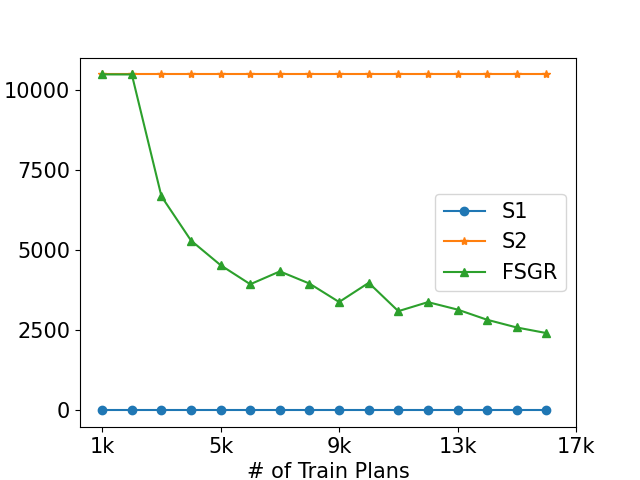 10000
7500
5000
2500
0
S1
S2
FSGR
1k 5k 9k 13k 17k
# of Train Plans